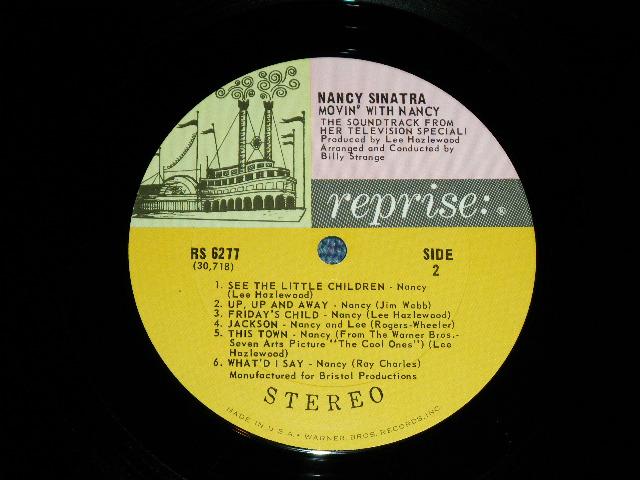 NANCY SINATRA
MOVIN' WITH NANCY
THE SOUNDTRACK FROM
HER TELEVISION SPECIAL!
Produced by Lee Hazlewood
Arranged and Conducted by
Billy Strange
reprise: ®
RS 6277
(30,718)
SIDE
2
1. SEE THE LITTLE CHILDREN - Nancy
(Lee Hazlewood)
2. UP, UP AND AWAY - Nancy (Jim Webb)
3. FRIDAY'S CHILD - Nancy (Lee Hazlewood)
4. JACKSON - Nancy and Lee (Rogers-Wheeler)
5. THIS TOWN - Nancy (From The Warner Bros.-
Seven Arts Picture "The Cool Ones") (Lee
Hazlewood)
6. WHAT'D I SAY - Nancy (Ray Charles)
Manufactured for Bristol Productions
STEREO
MADE IN U.S.A. • WARNER BROS. RECORDS, INC.